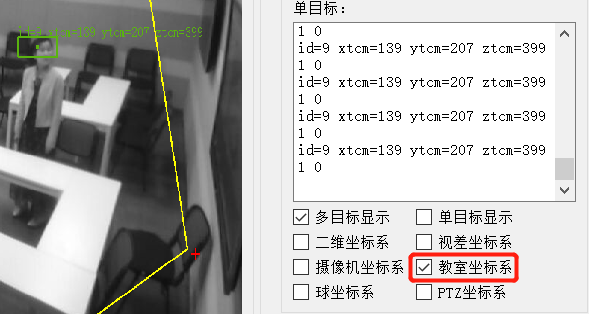 单目标：
id=9 xtcm=139 ytcm=207 ztcm=399
1 0
id=9 xtcm=139 ytcm=207 ztcm=399
1 0
id=9 xtcm=139 ytcm=207 ztcm=399
1 0
id=9 xtcm=139 ytcm=207 ztcm=399
1 0
id=9 xtcm=139 ytcm=207 ztcm=399
1 0
多目标显示 单目标显示
二维坐标系 视差坐标系
摄像机坐标系 教室坐标系
球坐标系 PTZ坐标系